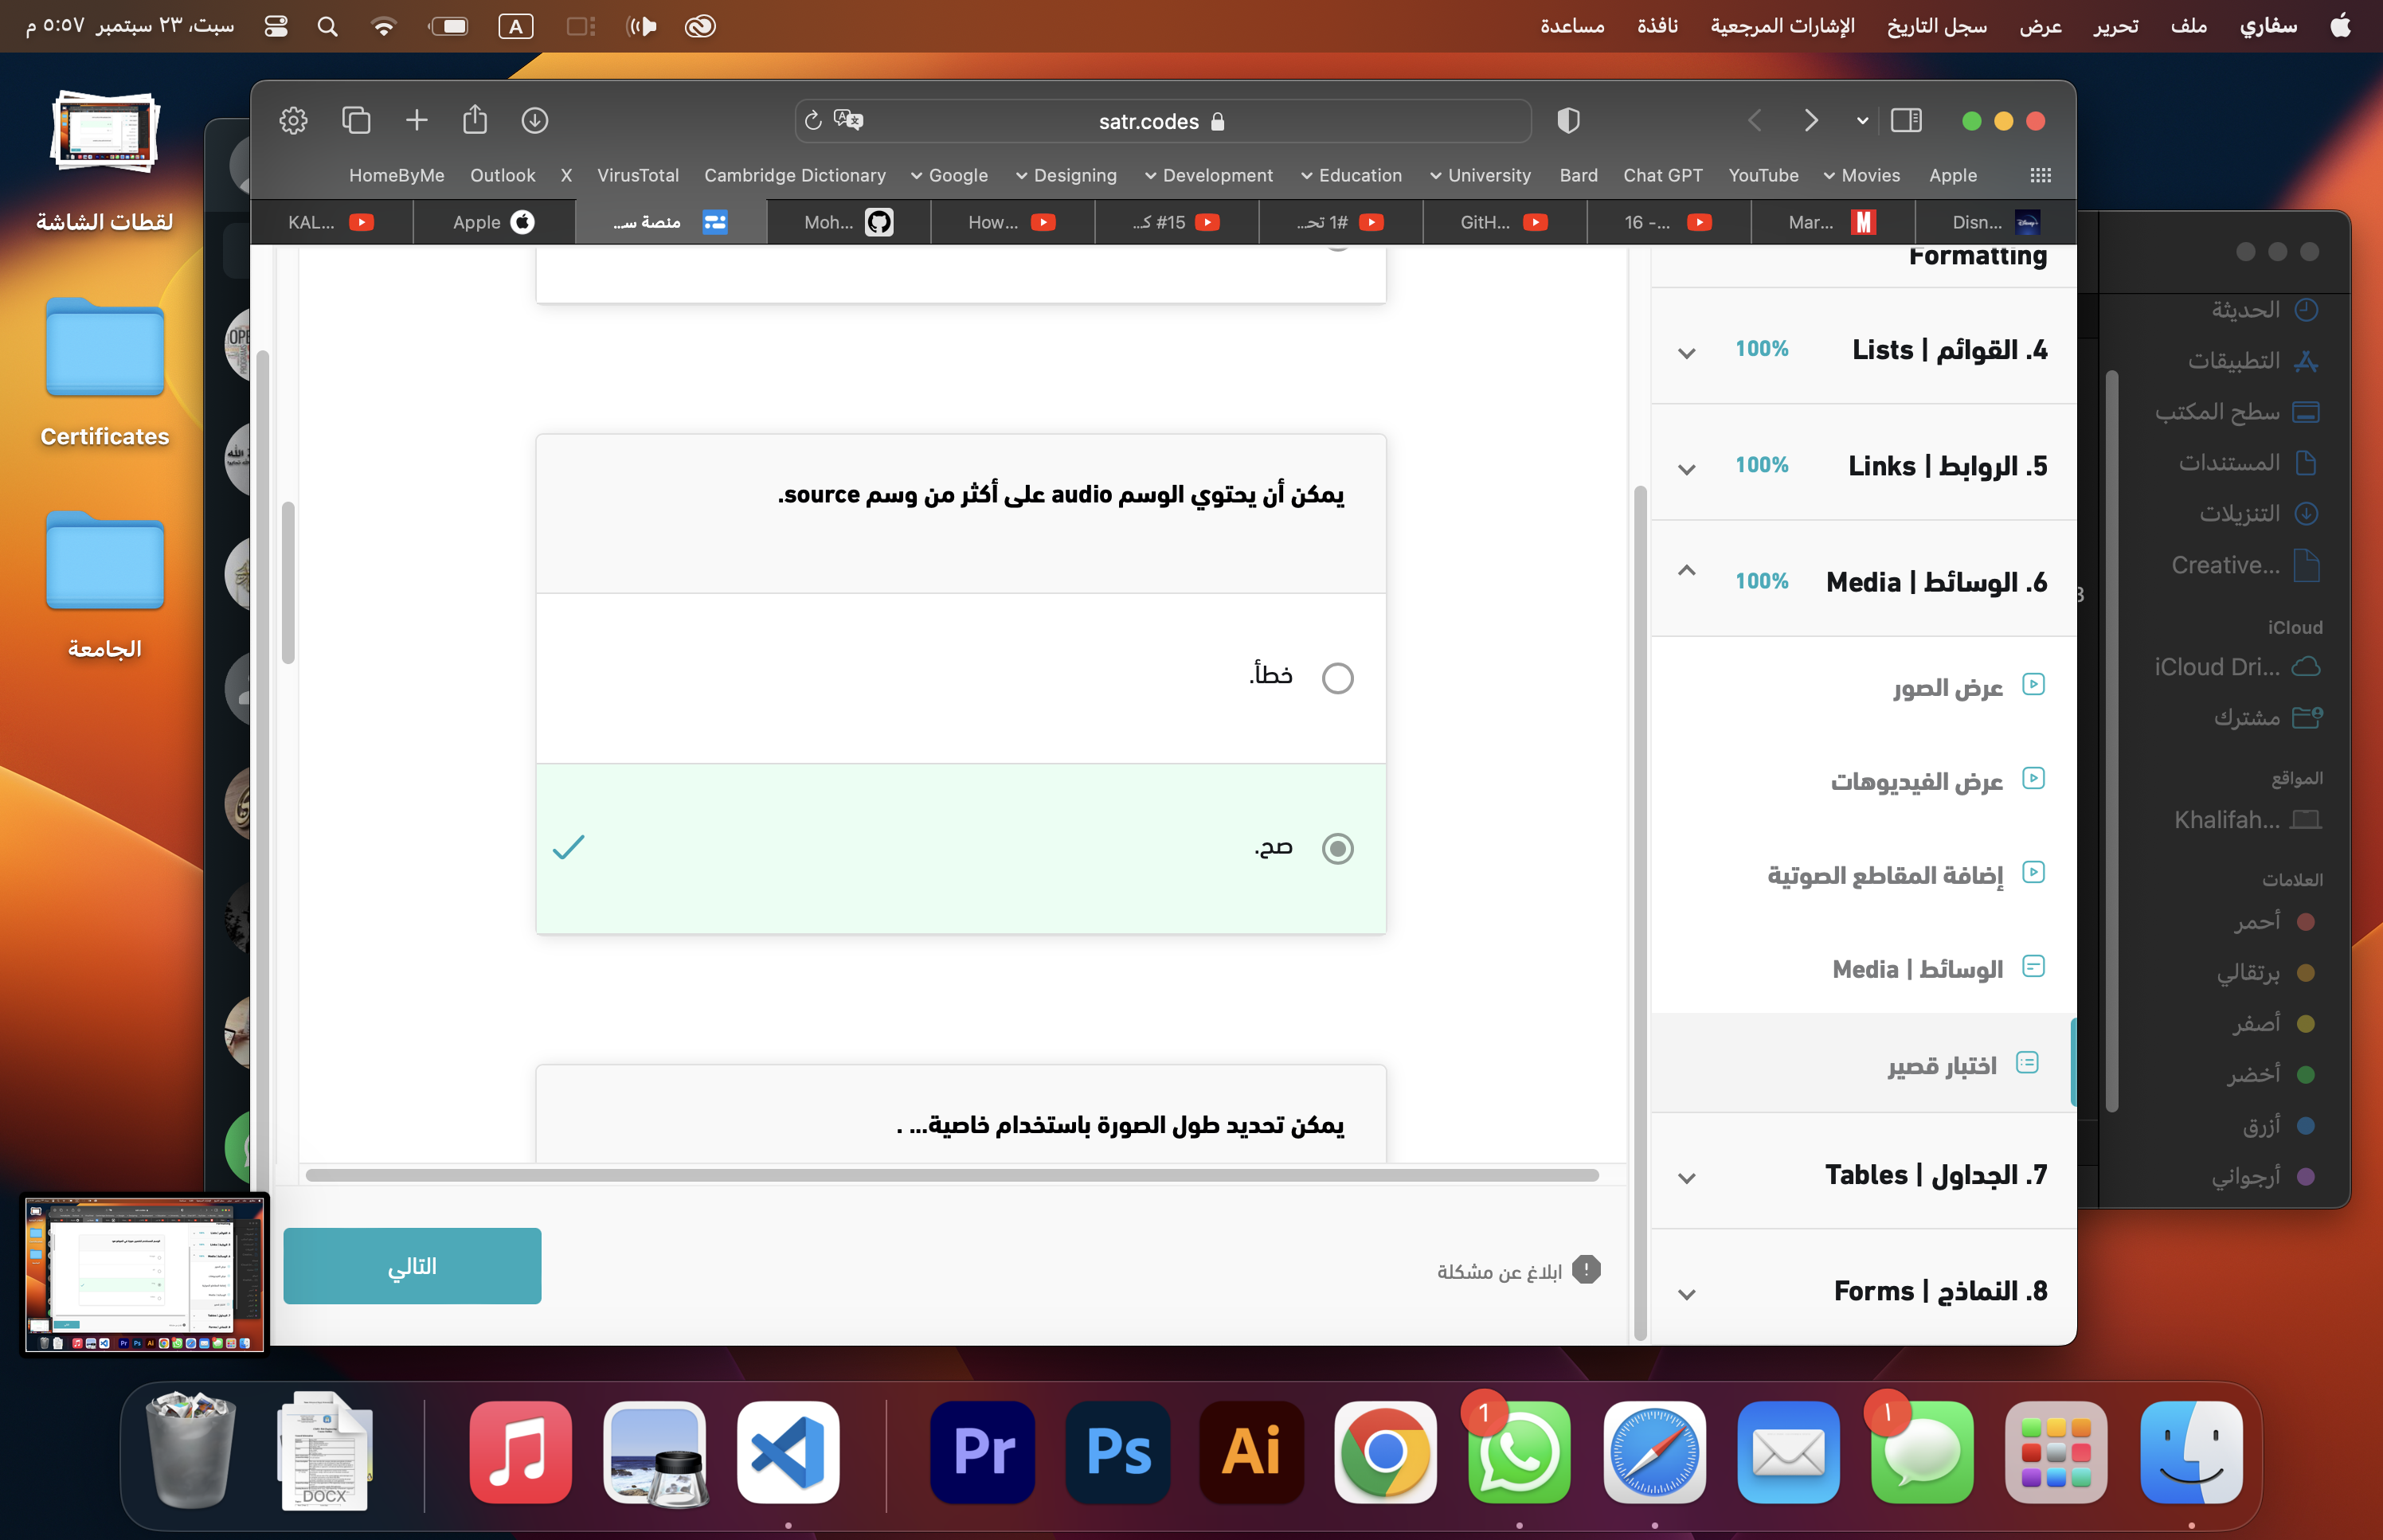 سفاري ملف تحرير عرض سجل التاريخ الإشارات المرجعية نافذة مساعدة
A
سبت، ٢٣ سبتمبر ٥:٥٧ م
satr.codes
HomeByMe Outlook X VirusTotal Cambridge Dictionary Google Designing Development Education University Bard Chat GPT YouTube Movies Apple
KAL... Apple منصة س... Moh... How... #15 ك... #1 تح... GitH... 16 -... Mar... Disn...
لقطات الشاشة
Certificates
الجامعة
Formatting
4. القوائم | Lists 100%
5. الروابط | Links 100%
6. الوسائط | Media 100%
عرض الصور
عرض الفيديوهات
إضافة المقاطع الصوتية
الوسائط | Media
اختبار قصير
7. الجداول | Tables
8. النماذج | Forms
يمكن أن يحتوي الوسم audio على أكثر من وسم source.
خطأ.
صح.
يمكن تحديد طول الصورة باستخدام خاصية... .
ابلاغ عن مشكلة
التالي
الحديثة
التطبيقات
سطح المكتب
المستندات
التنزيلات
Creative...
iCloud
iCloud Dri...
مشترك
المواقع
Khalifah...
العلامات
أحمر
برتقالي
أصفر
أخضر
أزرق
أرجواني
DOCX
Pr
Ps
Ai
1
1